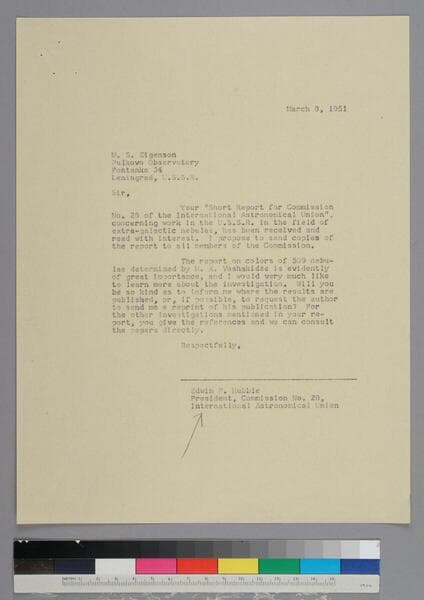 March 8, 1951
M. S. Eigenson
Pulkovo Observatory
Fontanka 34
Leningrad, U.S.S.R.
Sir,
Your "Short Report for Commission
No. 28 of the International Astronomical Union",
concerning work in the U.S.S.R. in the field of
extra-galactic nebulae, has been received and
read with interest. I propose to send copies of
the report to all members of the Commission.
The report on colors of 509 nebu-
lae determined by M. A. Vashakidze is evidently
of great importance, and I would very much like
to learn more about the investigation. Will you
be so kind as to inform me where the results are
published, or, if possible, to request the author
to send me a reprint of his publication? For
the other investigations mentioned in your re-
port, you give the references and we can consult
the papers directly.
Respectfully,
Edwin P. Hubble
President, Commission No. 28,
International Astronomical Union